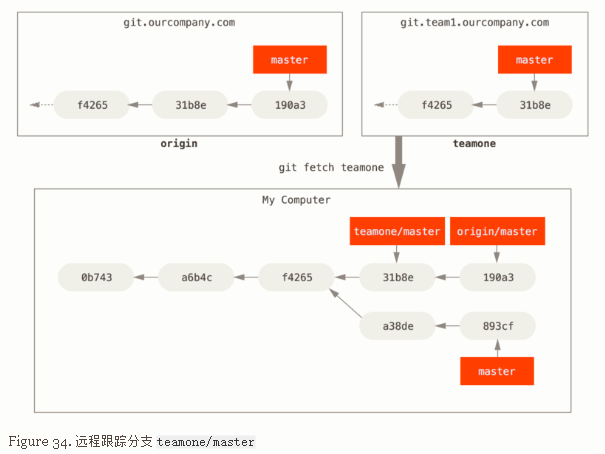 git.ourcompany.com
master
f4265
31b8e
190a3
origin
git.team1.ourcompany.com
master
f4265
31b8e
teamone
git fetch teamone
My Computer
teamone/master
origin/master
0b743
a6b4c
f4265
31b8e
190a3
a38de
893cf
master
Figure 34. 远程跟踪分支 teamone/master